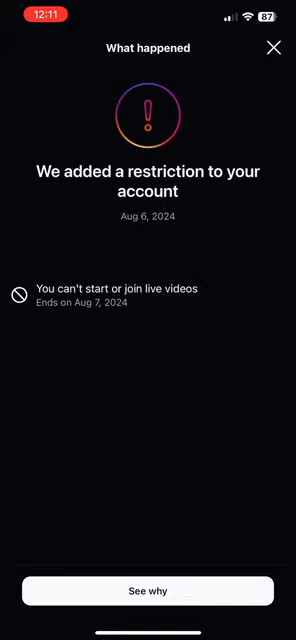 12:11
87
What happened
We added a restriction to your
account
Aug 6, 2024
You can't start or join live videos
Ends on Aug 7, 2024
See why